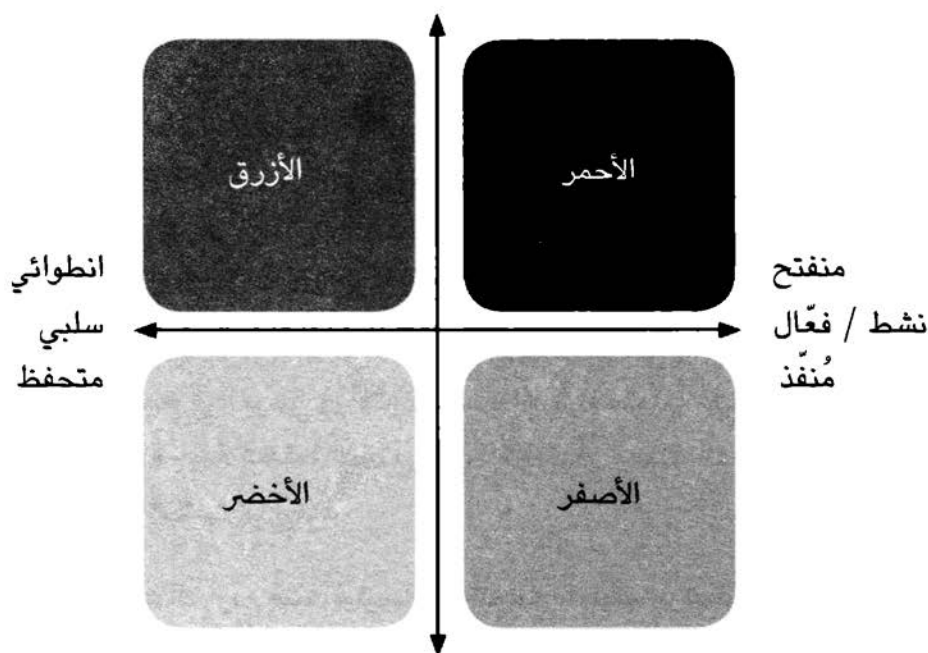 الأحمر
الأزرق
منفتح
نشط / فعّال
مُنفّذ
انطوائي
سلبي
متحفظ
الأصفر
الأخضر